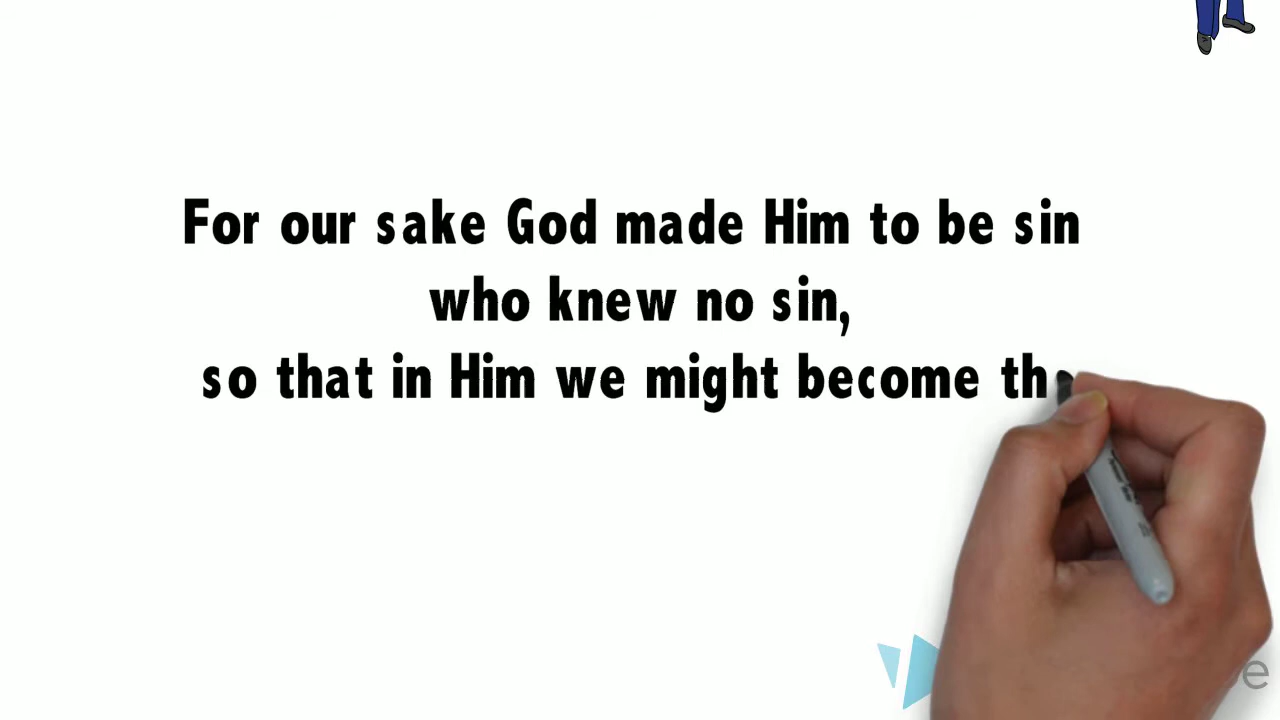 For our sake God made Him to be sin
who knew no sin,
so that in Him we might become the